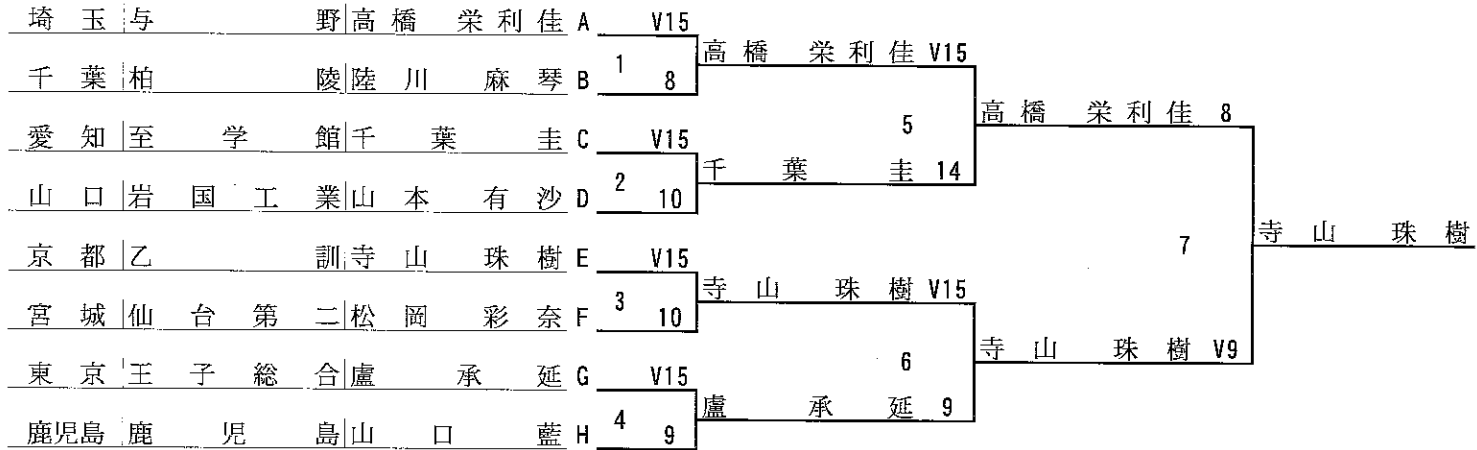 埼玉 与野 高橋 栄利佳 A V15
高橋 栄利佳 V15
1
千葉 柏陵 陸川 麻琴 B 8
高橋 栄利佳 8
5
愛知 至学館 千葉 圭 C V15
千葉 圭 14
2
山口 岩国工業 山本 有沙 D 10
寺山 珠樹
7
京都 乙訓 寺山 珠樹 E V15
寺山 珠樹 V15
3
宮城 仙台第二 松岡 彩奈 F 10
寺山 珠樹 V9
6
東京 王子総合 盧 承延 G V15
盧 承延 9
4
鹿児島 鹿児島 山口 藍 H 9